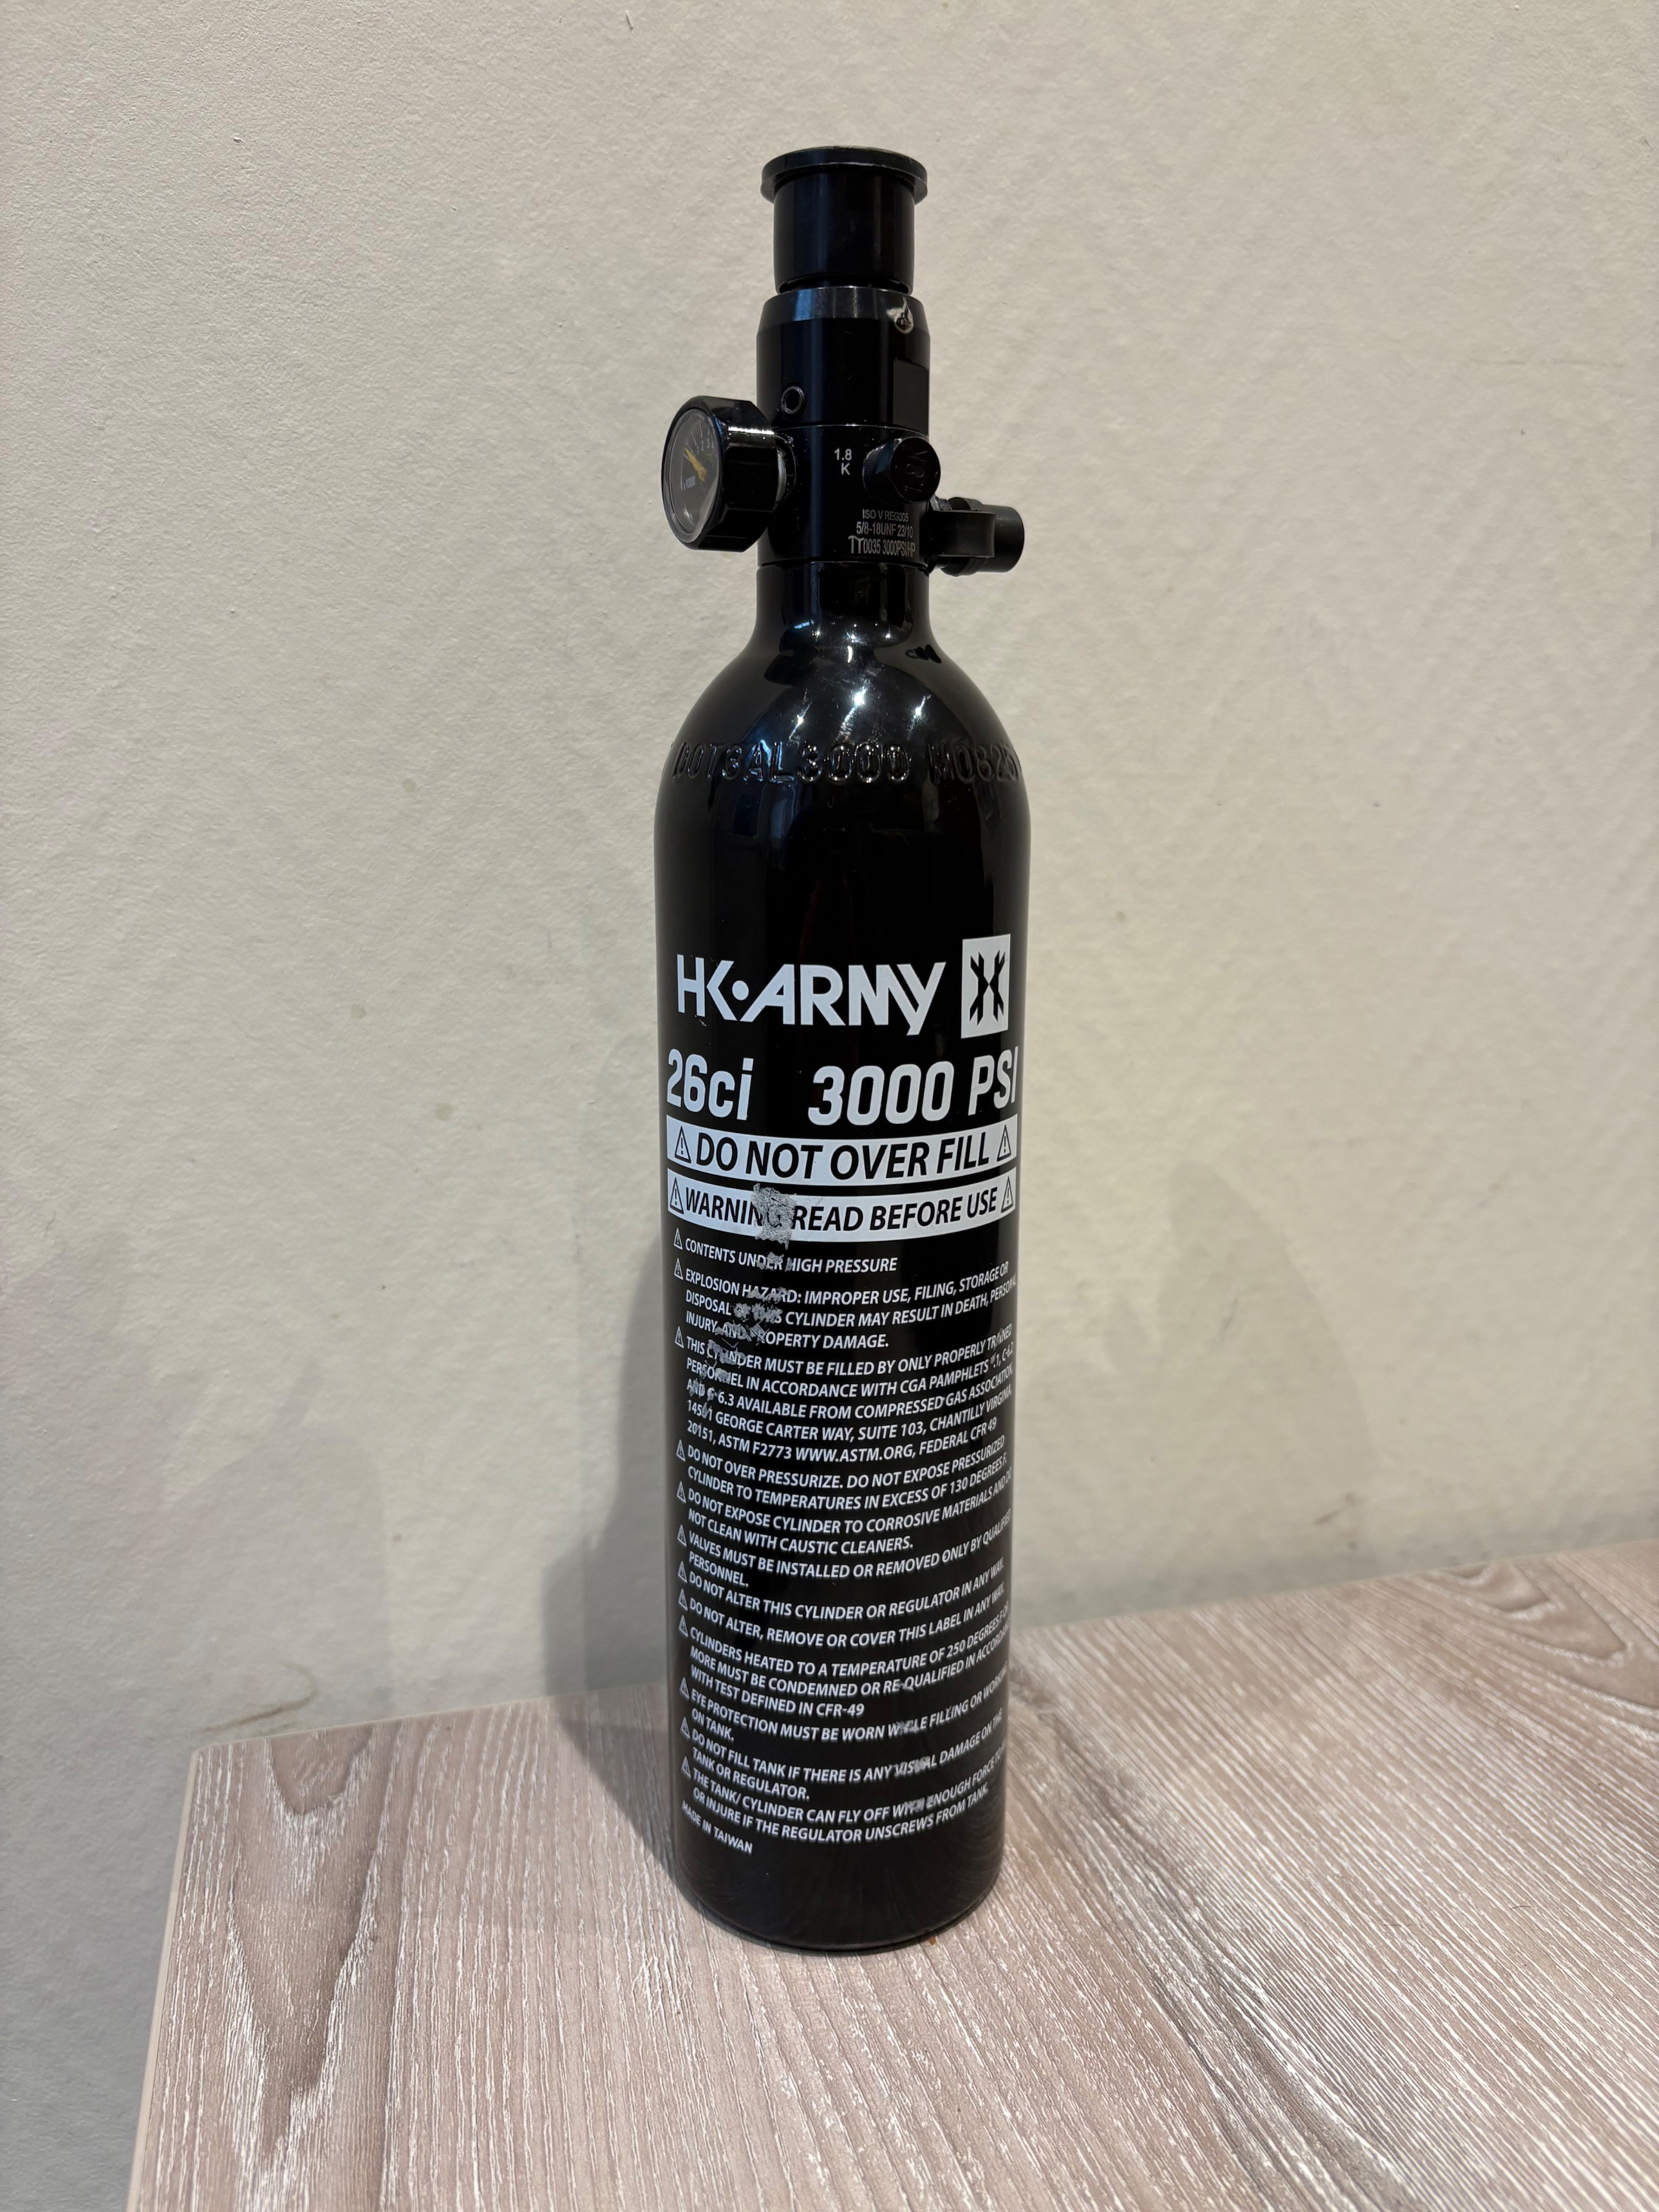 1.8
K
ISO V REG005
5/8-18UNF 23/10
TT0035 3000PSI HP
DOT3AL3000 M0626
HK ARMY
26ci 3000 PSI
DO NOT OVER FILL
WARNING READ BEFORE USE
CONTENTS UNDER HIGH PRESSURE
EXPLOSION HAZARD: IMPROPER USE, FILING, STORAGE OR
DISPOSAL OF THIS CYLINDER MAY RESULT IN DEATH, PERSONAL
INJURY, AND PROPERTY DAMAGE.
THIS CYLINDER MUST BE FILLED BY ONLY PROPERLY TRAINED
PERSONNEL IN ACCORDANCE WITH CGA PAMPHLETS C-6.2
AND C-6.3 AVAILABLE FROM COMPRESSED GAS ASSOCIATION,
14501 GEORGE CARTER WAY, SUITE 103, CHANTILLY VIRGINIA
20151, ASTM F2773 WWW.ASTM.ORG, FEDERAL CFR 49
DO NOT OVER PRESSURIZE. DO NOT EXPOSE PRESSURIZED
CYLINDER TO TEMPERATURES IN EXCESS OF 130 DEGREES F.
DO NOT EXPOSE CYLINDER TO CORROSIVE MATERIALS AND DO
NOT CLEAN WITH CAUSTIC CLEANERS.
VALVES MUST BE INSTALLED OR REMOVED ONLY BY QUALIFIED
PERSONNEL.
DO NOT ALTER THIS CYLINDER OR REGULATOR IN ANY WAY.
DO NOT ALTER, REMOVE OR COVER THIS LABEL IN ANY WAY.
CYLINDERS HEATED TO A TEMPERATURE OF 250 DEGREES F OR
MORE MUST BE CONDEMNED OR RE-QUALIFIED IN ACCORDANCE
WITH TEST DEFINED IN CFR-49
EYE PROTECTION MUST BE WORN WHILE FILLING OR WORKING
ON TANK.
DO NOT FILL TANK IF THERE IS ANY VISUAL DAMAGE ON THE
TANK OR REGULATOR.
THE TANK/ CYLINDER CAN FLY OFF WITH ENOUGH FORCE TO
OR INJURE IF THE REGULATOR UNSCREWS FROM TANK.
MADE IN TAIWAN